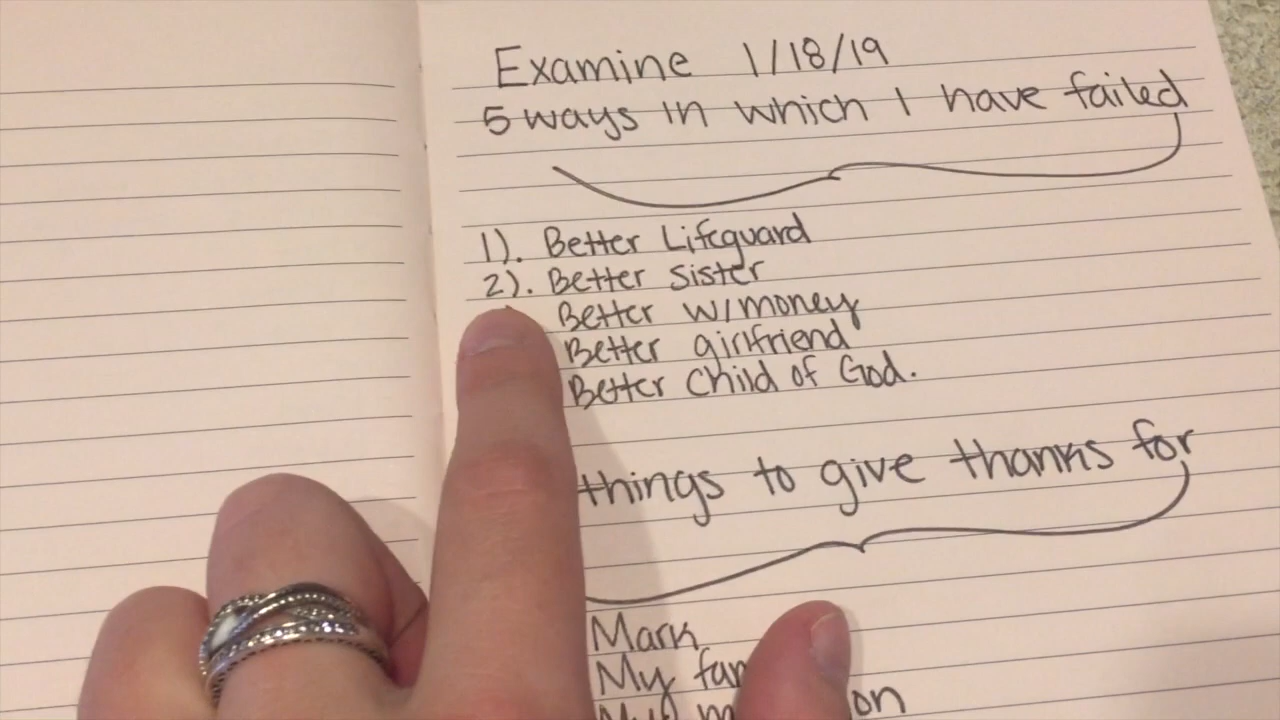 Examine 1/18/19
5 ways in which I have failed
1). Better Lifeguard
2). Better Sister
Better w/money
Better girlfriend
Better Child of God.
things to give thanks for
Mark
My
My